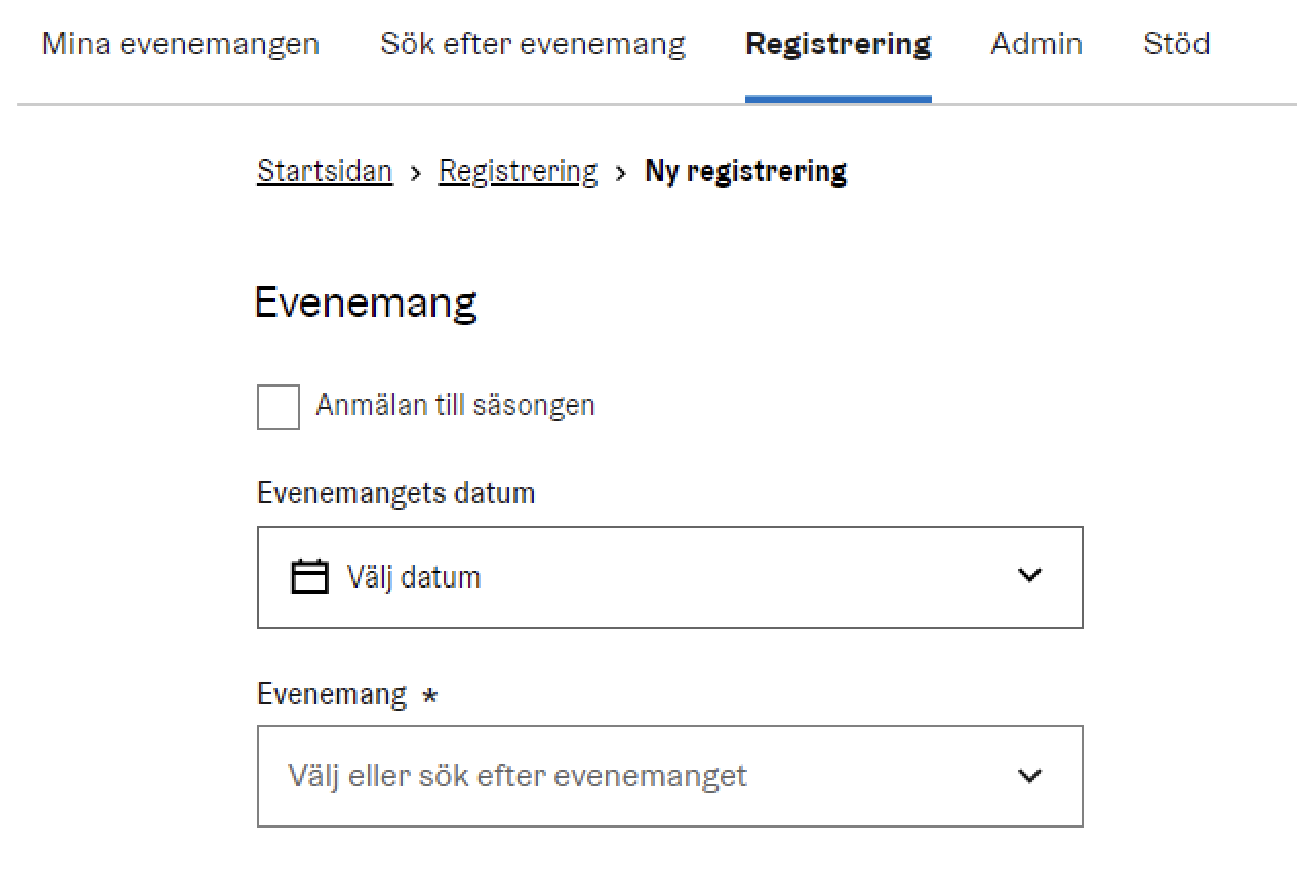 Mina evenemangen Sök efter evenemang Registrering Admin Stöd
Startsidan › Registrering › Ny registrering
Evenemang
Anmälan till säsongen
Evenemangets datum
Välj datum
Evenemang *
Välj eller sök efter evenemanget